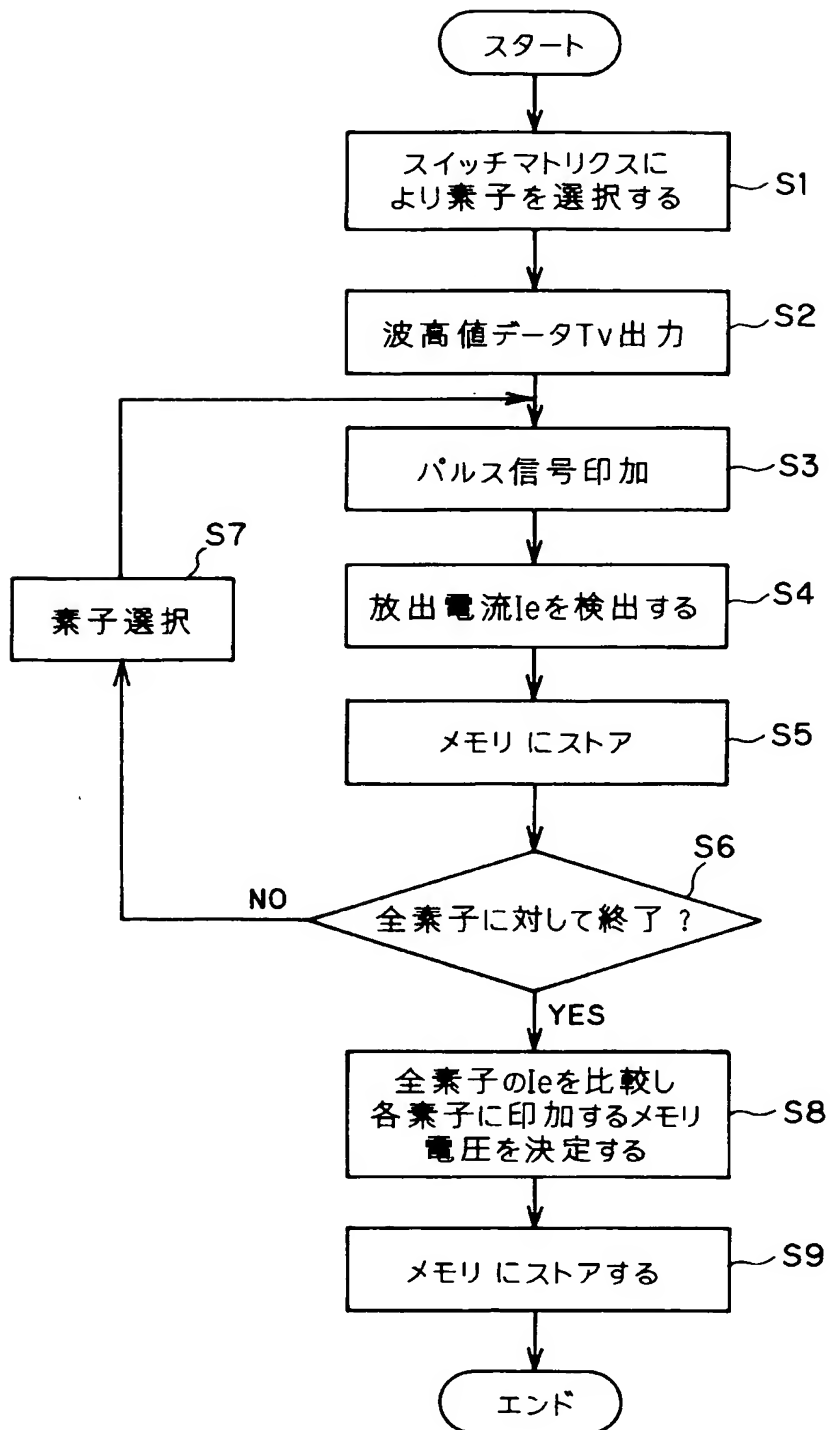 スタート
スイッチマトリクスに
より素子を選択する
S1
波高値データTv出力
S2
パルス信号印加
S3
S7
素子選択
放出電流Ieを検出する
S4
メモリにストア
S5
S6
全素子に対して終了?
NO
YES
全素子のIeを比較し
各素子に印加するメモリ
電圧を決定する
S8
メモリにストアする
S9
エンド